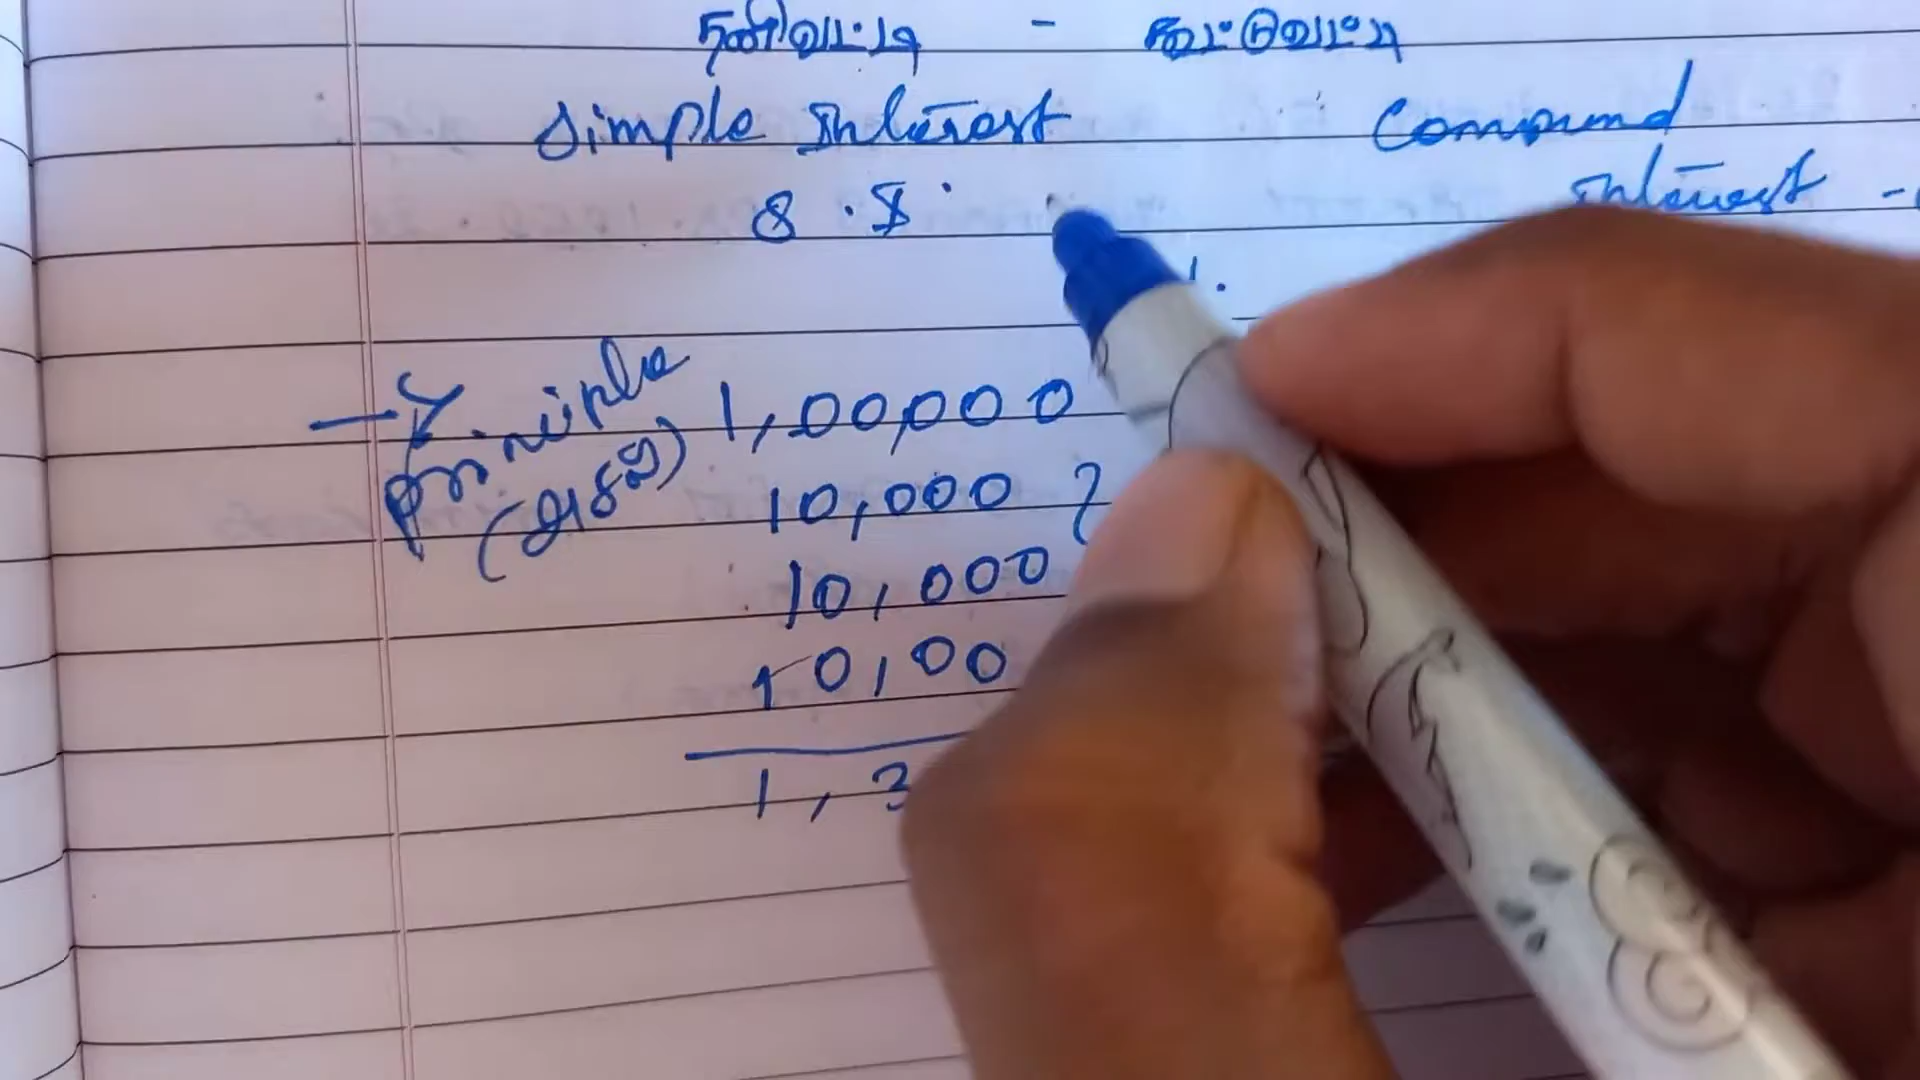 தனிவட்டி - கூட்டுவட்டி
Simple Interest Compound
Interest -
1.
Principle 1,00,000
(அசல்)
10,000
10,000
10,00
1,3